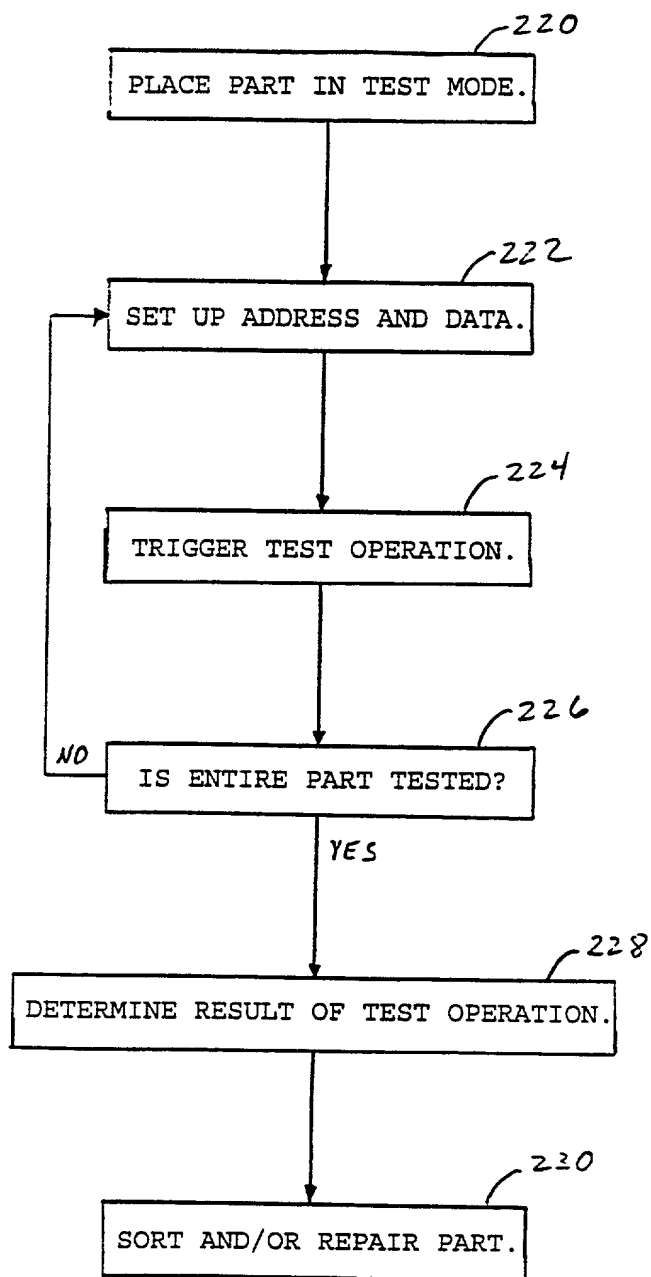 220
PLACE PART IN TEST MODE.
222
SET UP ADDRESS AND DATA.
224
TRIGGER TEST OPERATION.
226
NO
IS ENTIRE PART TESTED?
YES
228
DETERMINE RESULT OF TEST OPERATION.
230
SORT AND/OR REPAIR PART.